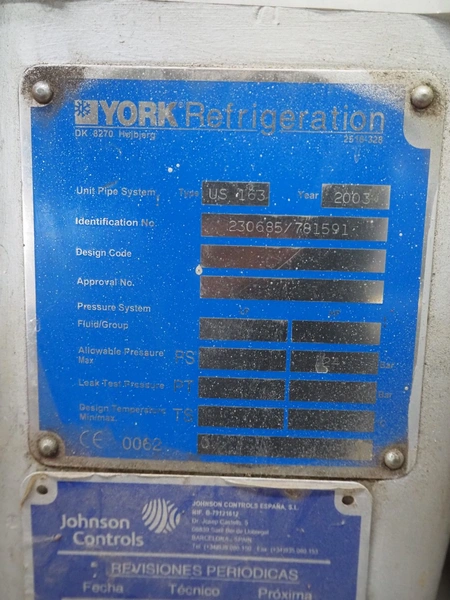 YORK Refrigeration
DK 8270 Højbjerg 2516-328
Unit Pipe System Type US 163 Year 2003
Identification No. 230685/781591
Design Code
Approval No.
Pressure System
Fluid/Group
Allowable Pressure PS Bar
Max
Leak Test Pressure PT Bar
Design Temperature TS
Min/max.
CE 0062
Johnson Controls
JOHNSON CONTROLS ESPAÑA, S.L.
BARCELONA - SPAIN
REVISIONES PERIODICAS
Fecha Técnico Próxima